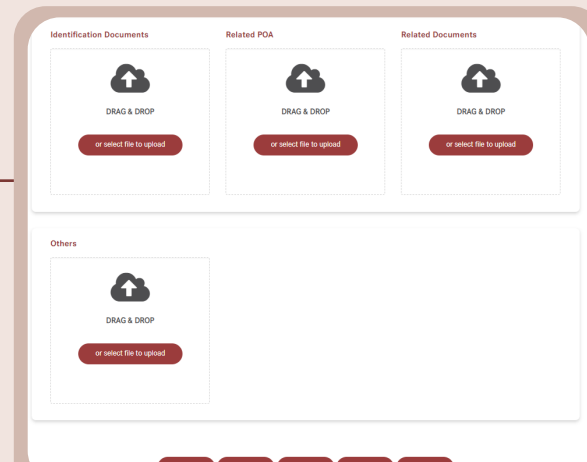 Identification Documents
Related POA
Related Documents
DRAG & DROP
DRAG & DROP
DRAG & DROP
or select file to upload
or select file to upload
or select file to upload
Others
DRAG & DROP
or select file to upload